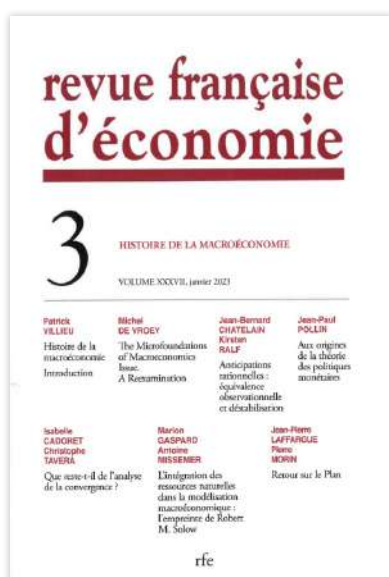 revue française
d'économie
3
HISTOIRE DE LA MACROÉCONOMIE
VOLUME XXXVII, janvier 2023
Patrick
VILLIEU
Histoire de la
macroéconomie
Introduction
Michel
DE VROEY
The Microfoundations
of Macroeconomics
Issue.
A Reexamination
Jean-Bernard
CHATELAIN
Kirsten
RALF
Anticipations
rationnelles :
équivalence
observationnelle
et déstabilisation
Jean-Paul
POLLIN
Aux origines
de la théorie
des politiques
monétaires
Isabelle
CADORET
Christophe
TAVERA
Que reste-t-il de l'analyse
de la convergence ?
Marion
GASPARD
Antoine
MISSEMER
L'intégration des
ressources naturelles
dans la modélisation
macroéconomique :
l'empreinte de Robert
M. Solow
Jean-Pierre
LAFFARGUE
Pierre
MORIN
Retour sur le Plan
rfe